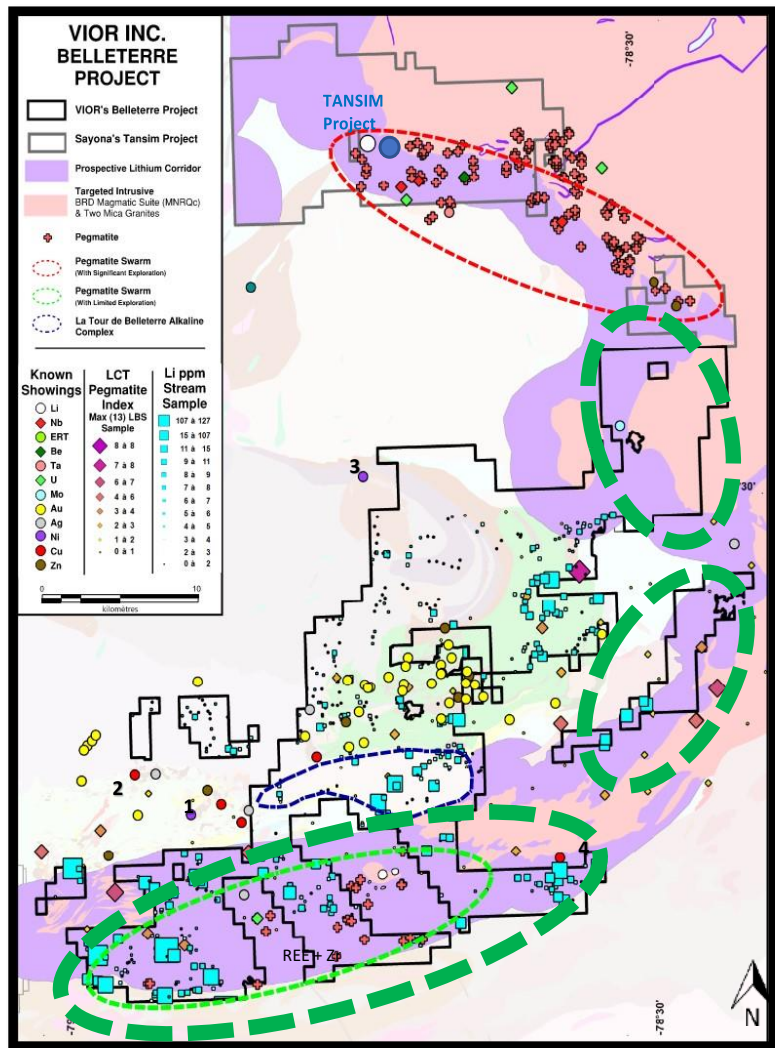 VIOR INC.
BELLETERRE
PROJECT
VIOR's Belleterre Project
Sayona's Tansim Project
Prospective Lithium Corridor
Targeted Intrusive
BRD Magmatic Suite (MNRQc)
& Two Mica Granites
Pegmatite
Pegmatite Swarm
(With Significant Exploration)
Pegmatite Swarm
(With Limited Exploration)
La Tour de Belleterre Alkaline
Complex
Known
Showings
Li
Nb
ERT
Be
Ta
U
Mo
Au
Ag
Ni
Cu
Zn
LCT
Pegmatite
Index
Max (13) LBS
Sample
8 à 8
7 à 8
6 à 7
4 à 6
3 à 4
2 à 3
1 à 2
0 à 1
Li ppm
Stream
Sample
107 à 127
15 à 107
11 à 15
9 à 11
8 à 9
7 à 8
6 à 7
5 à 6
4 à 5
3 à 4
2 à 3
0 à 2
0
10
kilomètres
TANSIM
Project
-78°30'
3
2
1
4
REE + Z
-78°30'
N